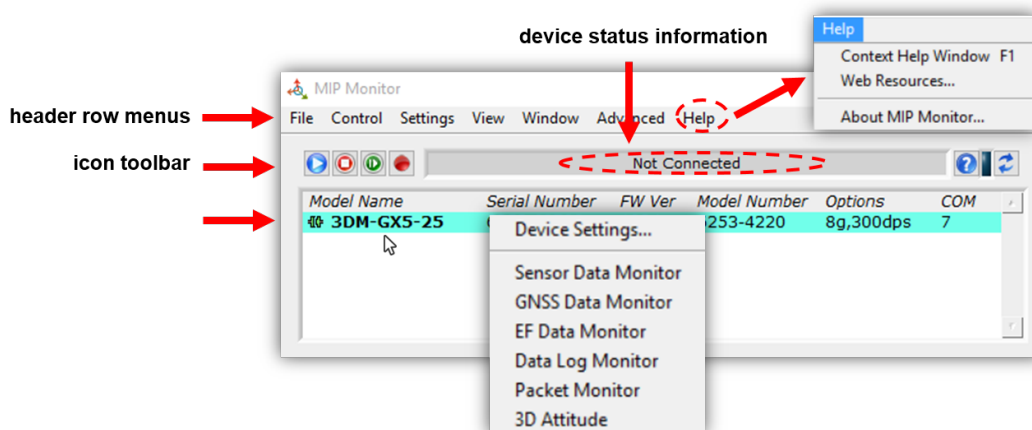 device status information
Help
Context Help Window F1
Web Resources...
About MIP Monitor...
MIP Monitor
header row menus
File Control Settings View Window Advanced Help
icon toolbar
Not Connected
Model Name Serial Number FW Ver Model Number Options COM
3DM-GX5-25 253-4220 8g,300dps 7
Device Settings...
Sensor Data Monitor
GNSS Data Monitor
EF Data Monitor
Data Log Monitor
Packet Monitor
3D Attitude